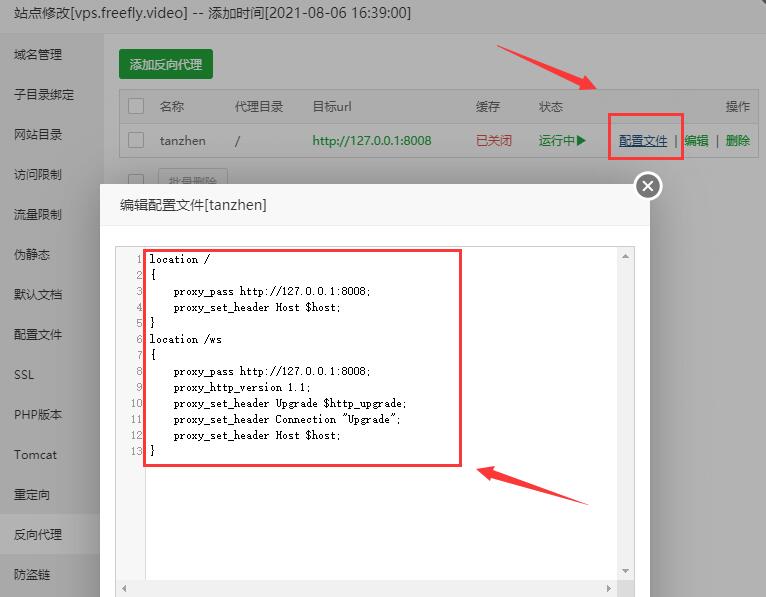 站点修改[vps.freefly.video] -- 添加时间[2021-08-06 16:39:00]
域名管理
子目录绑定
网站目录
访问限制
流量限制
伪静态
默认文档
配置文件
SSL
PHP版本
Tomcat
重定向
反向代理
防盗链
添加反向代理
名称 代理目录 目标url 缓存 状态 操作
tanzhen / http://127.0.0.1:8008 已关闭 运行中 配置文件 | 编辑 | 删除
批量删除
编辑配置文件[tanzhen]
1 location /
2 {
3 proxy_pass http://127.0.0.1:8008;
4 proxy_set_header Host $host;
5 }
6 location /ws
7 {
8 proxy_pass http://127.0.0.1:8008;
9 proxy_http_version 1.1;
10 proxy_set_header Upgrade $http_upgrade;
11 proxy_set_header Connection "Upgrade";
12 proxy_set_header Host $host;
13 }